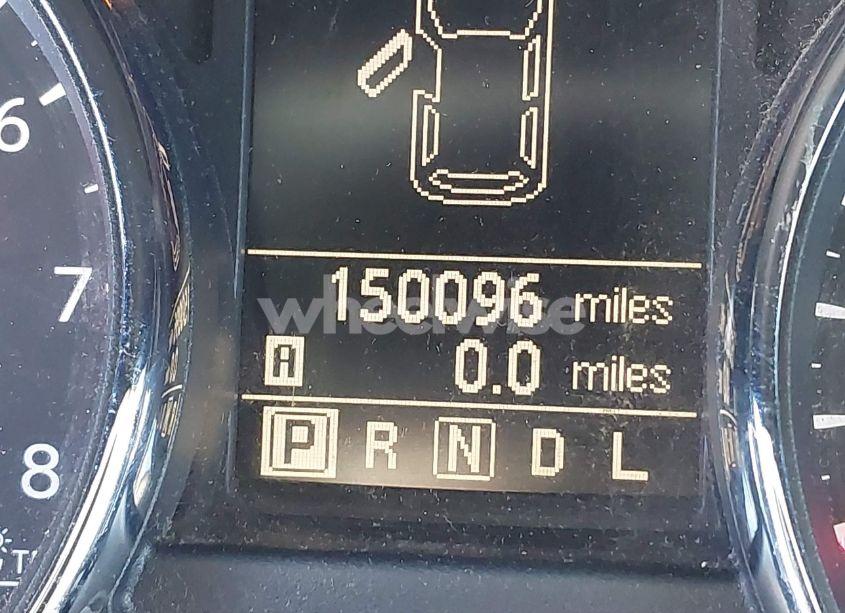 6
7
8
150096 miles
A 0.0 miles
P R N D L
wheelwise